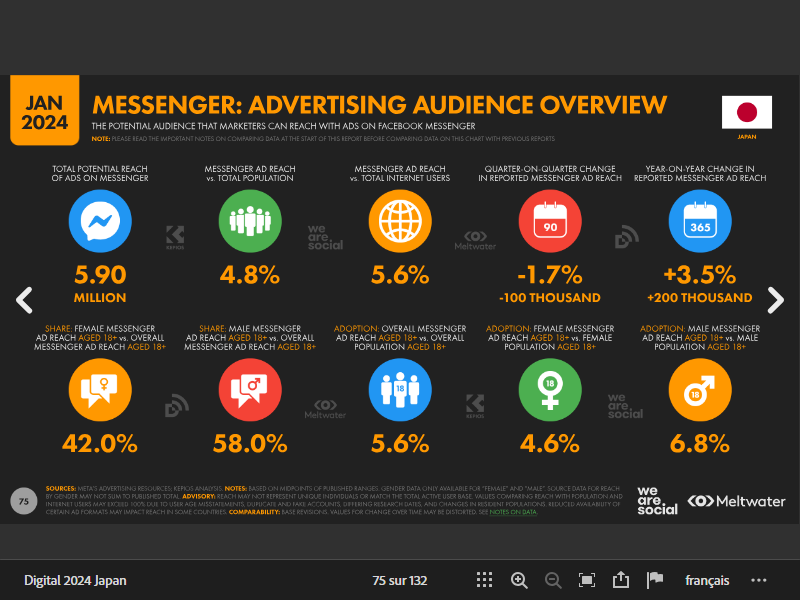 JAN
2024
MESSENGER: ADVERTISING AUDIENCE OVERVIEW
THE POTENTIAL AUDIENCE THAT MARKETERS CAN REACH WITH ADS ON FACEBOOK MESSENGER
NOTE: PLEASE READ THE IMPORTANT NOTES ON COMPARING DATA AT THE START OF THIS REPORT BEFORE COMPARING DATA ON THIS CHART WITH PREVIOUS REPORTS
JAPAN
TOTAL POTENTIAL REACH
OF ADS ON MESSENGER
5.90
MILLION
MESSENGER AD REACH
vs. TOTAL POPULATION
4.8%
MESSENGER AD REACH
vs. TOTAL INTERNET USERS
5.6%
QUARTER-ON-QUARTER CHANGE
IN REPORTED MESSENGER AD REACH
90
-1.7%
-100 THOUSAND
YEAR-ON-YEAR CHANGE IN
REPORTED MESSENGER AD REACH
365
+3.5%
+200 THOUSAND
KEPIOS
we
are.
social
Meltwater
SHARE: FEMALE MESSENGER
AD REACH AGED 18+ vs. OVERALL
MESSENGER AD REACH AGED 18+
42.0%
SHARE: MALE MESSENGER
AD REACH AGED 18+ vs. OVERALL
MESSENGER AD REACH AGED 18+
58.0%
ADOPTION: OVERALL MESSENGER
AD REACH AGED 18+ vs. OVERALL
POPULATION AGED 18+
18
5.6%
ADOPTION: FEMALE MESSENGER
AD REACH AGED 18+ vs. FEMALE
POPULATION AGED 18+
18
4.6%
ADOPTION: MALE MESSENGER
AD REACH AGED 18+ vs. MALE
POPULATION AGED 18+
18
6.8%
Meltwater
KEPIOS
we
are.
social
75
SOURCES: META'S ADVERTISING RESOURCES; KEPIOS ANALYSIS. NOTES: BASED ON MIDPOINTS OF PUBLISHED RANGES. GENDER DATA ONLY AVAILABLE FOR "FEMALE" AND "MALE". SOURCE DATA FOR REACH
BY GENDER MAY NOT SUM TO PUBLISHED TOTAL. ADVISORY: REACH MAY NOT REPRESENT UNIQUE INDIVIDUALS OR MATCH THE TOTAL ACTIVE USER BASE. VALUES COMPARING REACH WITH POPULATION AND
INTERNET USERS MAY EXCEED 100% DUE TO USER AGE MISSTATEMENTS, DUPLICATE AND FAKE ACCOUNTS, DIFFERING RESEARCH DATES, AND CHANGES IN RESIDENT POPULATIONS. REDUCED AVAILABILITY OF
CERTAIN AD FORMATS MAY IMPACT REACH IN SOME COUNTRIES. COMPARABILITY: BASE REVISIONS. VALUES FOR CHANGE OVER TIME MAY BE DISTORTED. SEE NOTES ON DATA.
we
are.
social
Meltwater
Digital 2024 Japan
75 sur 132
français